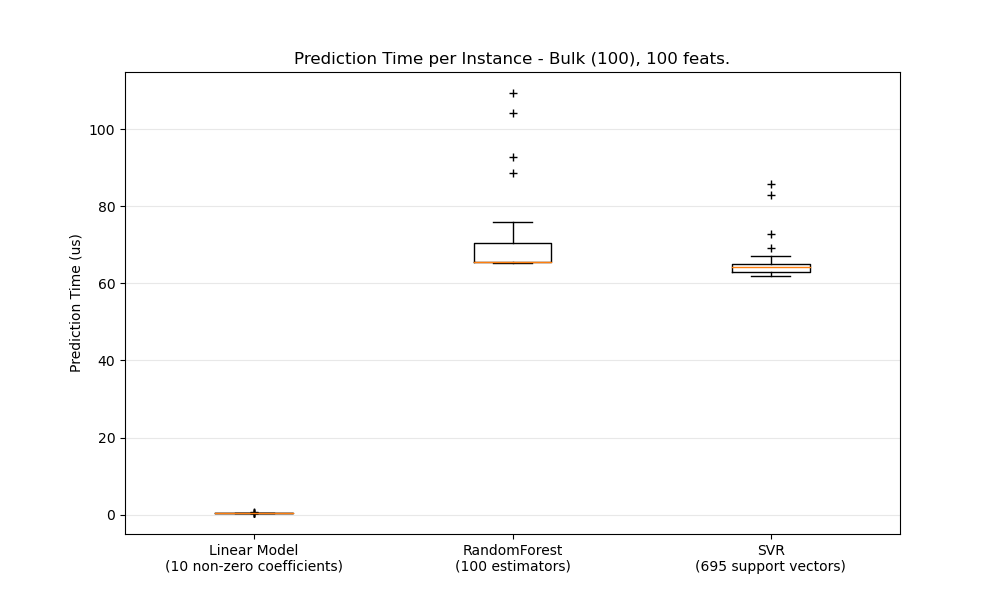 Prediction Time per Instance - Bulk (100), 100 feats.
Prediction Time (us)
100
80
60
40
20
0
Linear Model
(10 non-zero coefficients)
RandomForest
(100 estimators)
SVR
(695 support vectors)